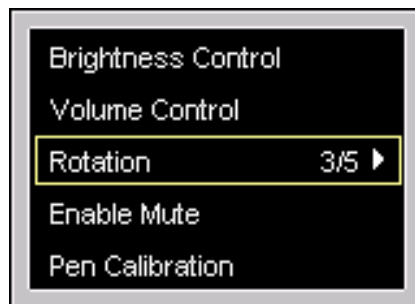 Brightness Control
Volume Control
Rotation 3/5
Enable Mute
Pen Calibration